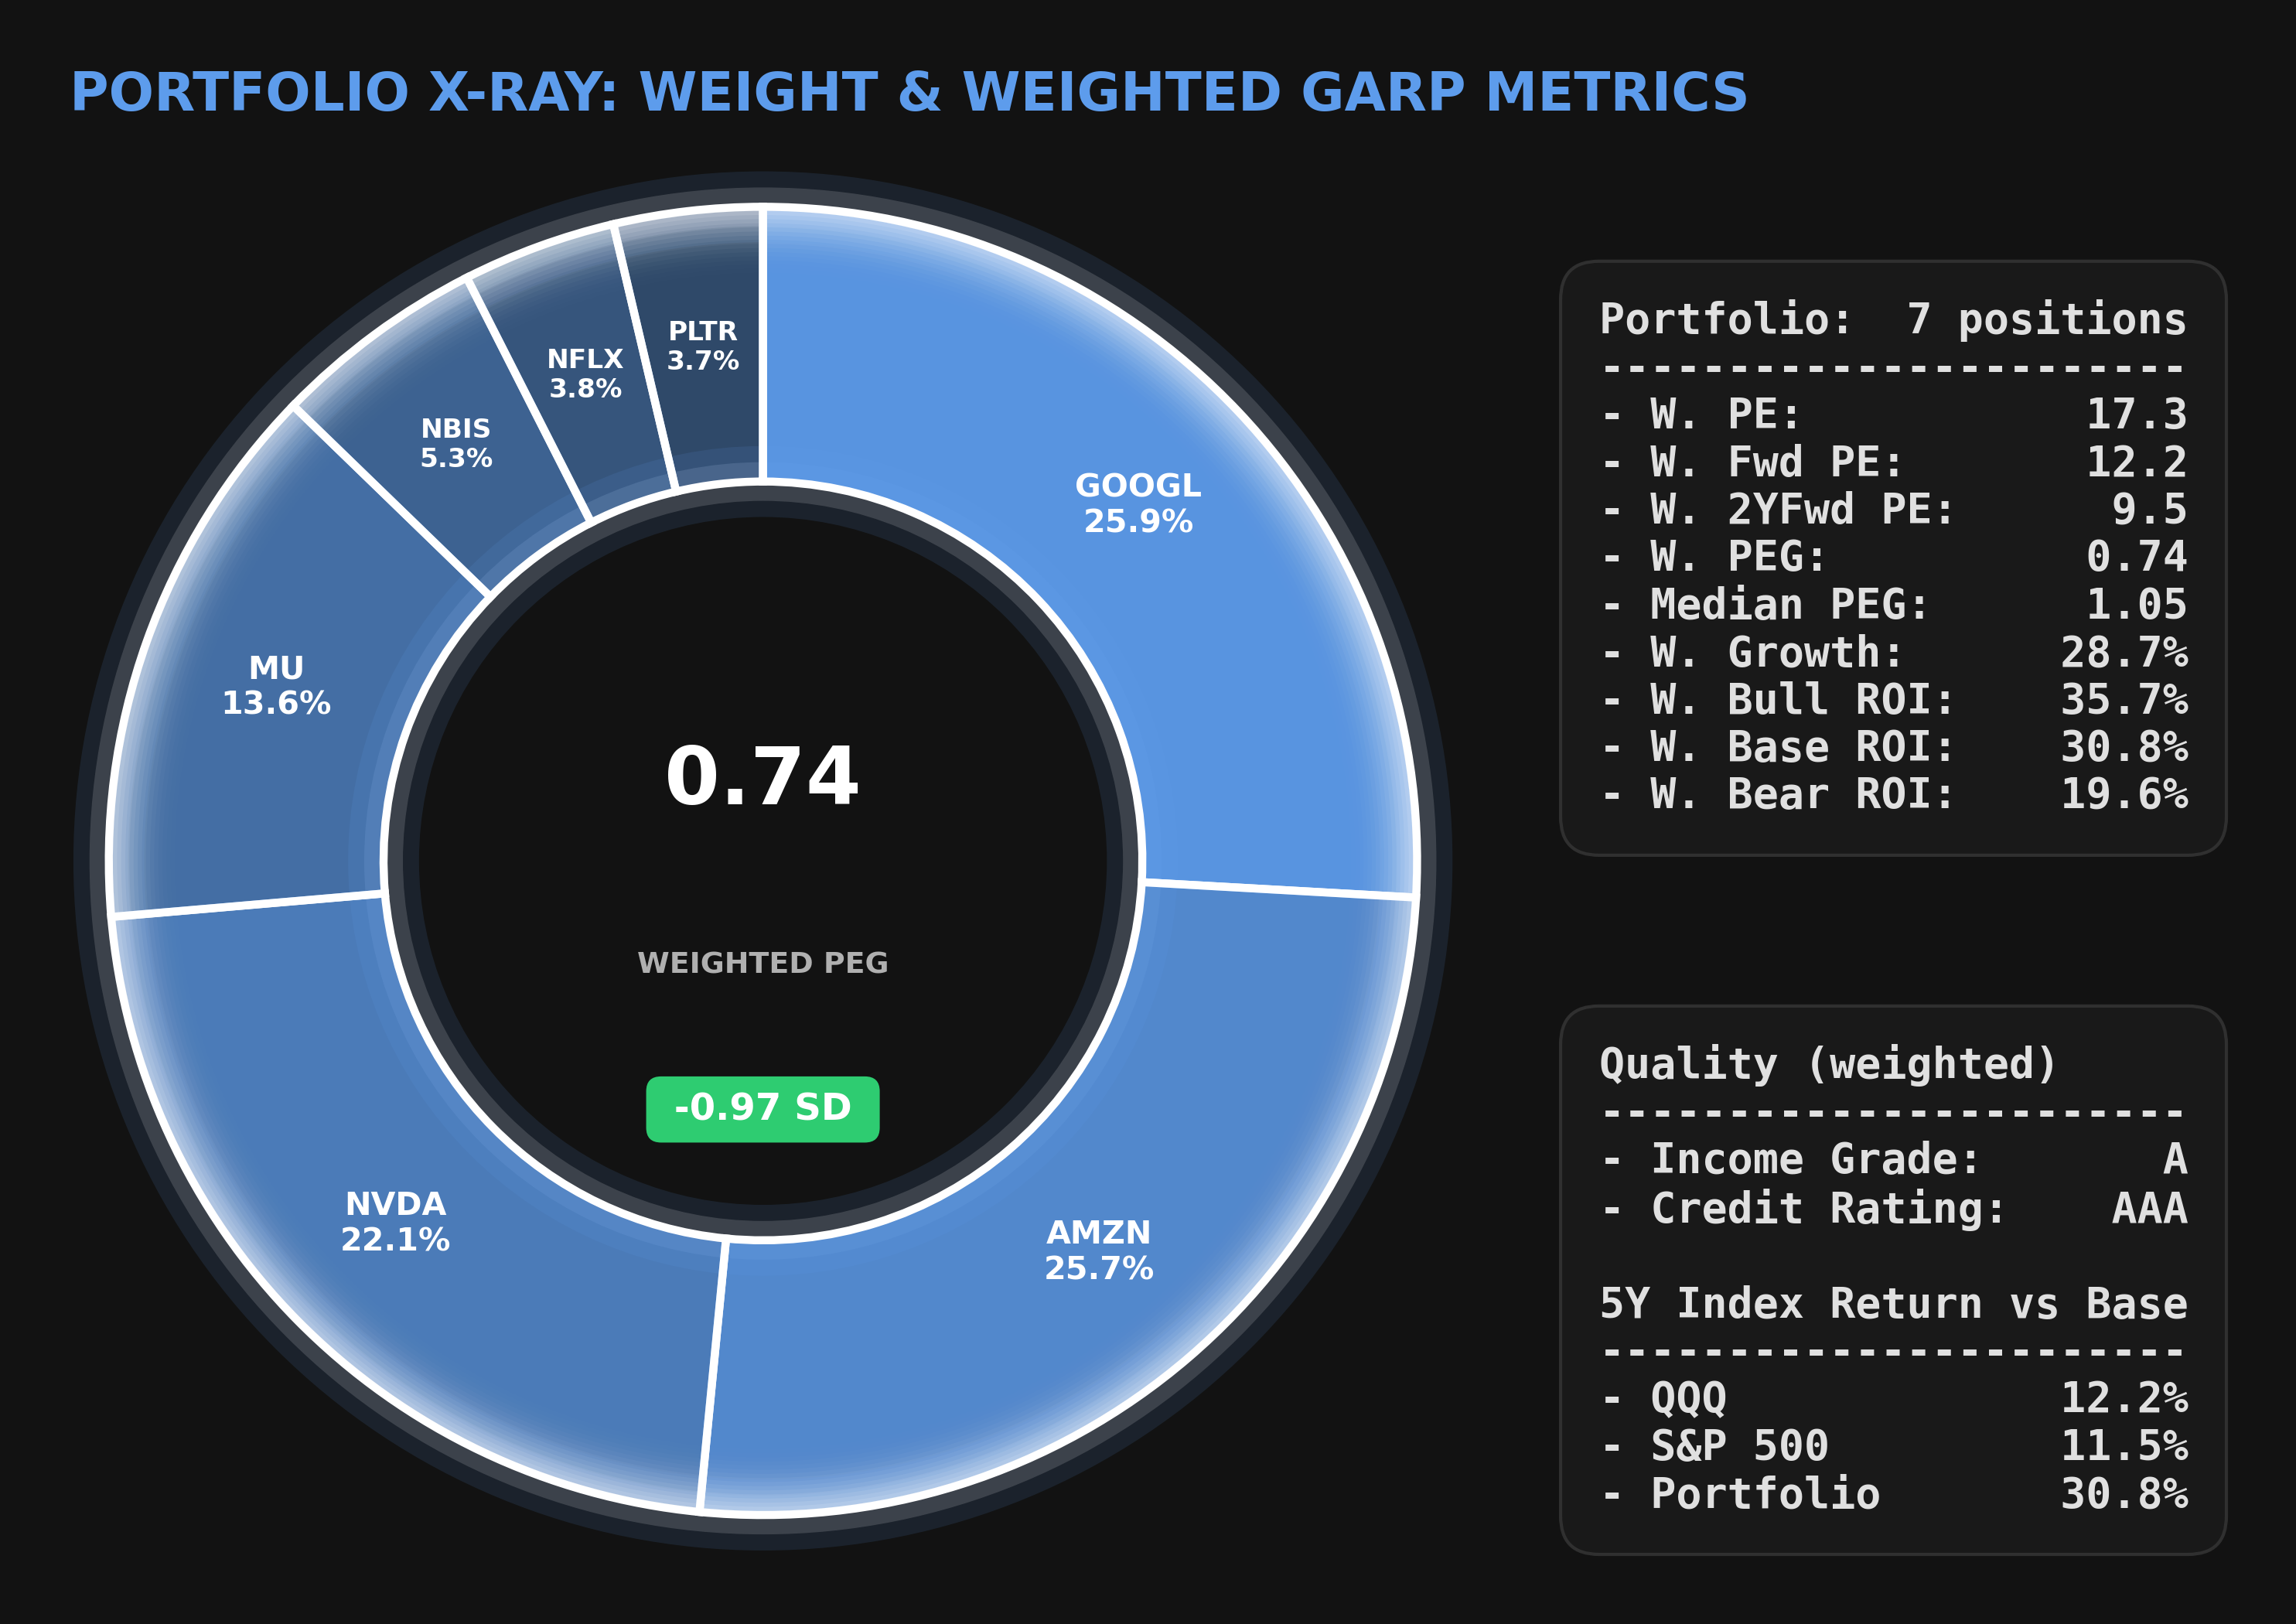 PORTFOLIO X-RAY: WEIGHT & WEIGHTED GARP METRICS
PLTR
3.7%
NFLX
3.8%
NBIS
5.3%
GOOGL
25.9%
MU
13.6%
0.74
WEIGHTED PEG
-0.97 SD
NVDA
22.1%
AMZN
25.7%
Portfolio: 7 positions
-----------------------
- W. PE: 17.3
- W. Fwd PE: 12.2
- W. 2YFwd PE: 9.5
- W. PEG: 0.74
- Median PEG: 1.05
- W. Growth: 28.7%
- W. Bull ROI: 35.7%
- W. Base ROI: 30.8%
- W. Bear ROI: 19.6%
Quality (weighted)
-----------------------
- Income Grade: A
- Credit Rating: AAA
5Y Index Return vs Base
-----------------------
- QQQ 12.2%
- S&P 500 11.5%
- Portfolio 30.8%